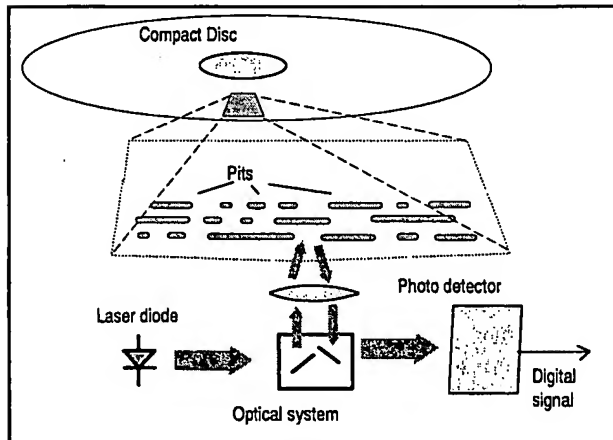 Compact Disc
Pits
Photo detector
Laser diode
Optical system
Digital
signal